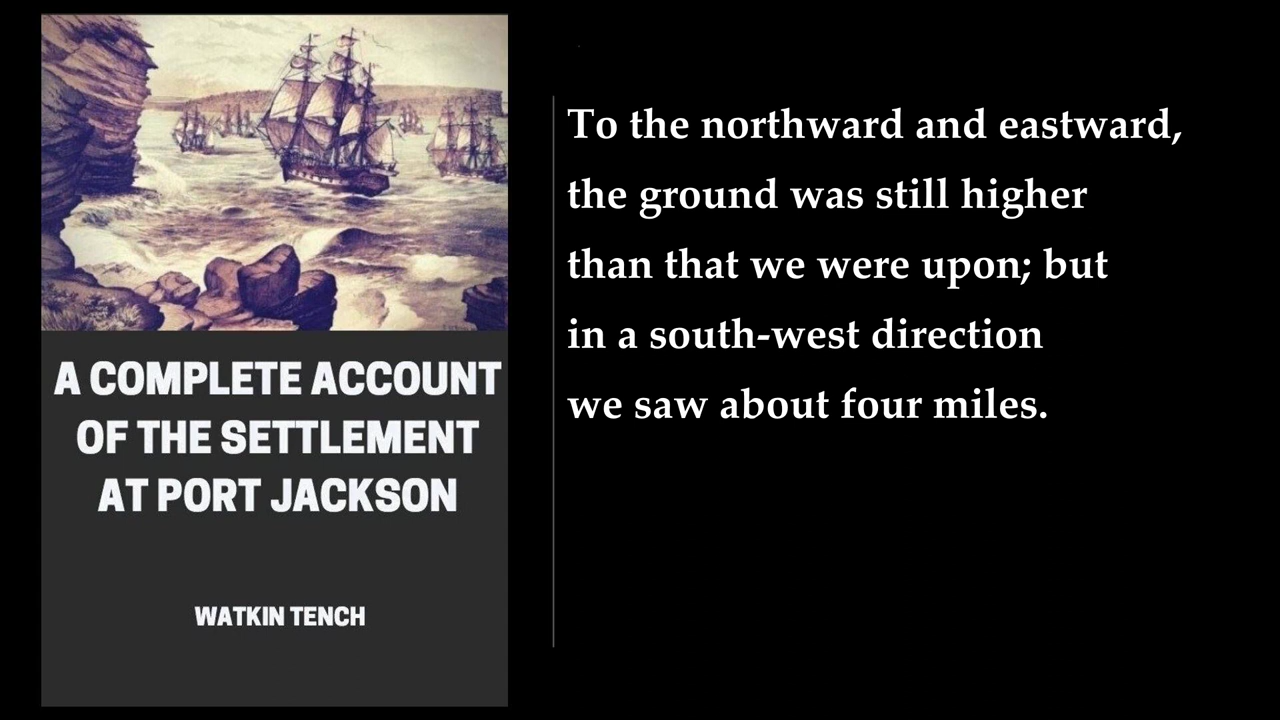 A COMPLETE ACCOUNT
OF THE SETTLEMENT
AT PORT JACKSON
WATKIN TENCH
To the northward and eastward,
the ground was still higher
than that we were upon; but
in a south-west direction
we saw about four miles.